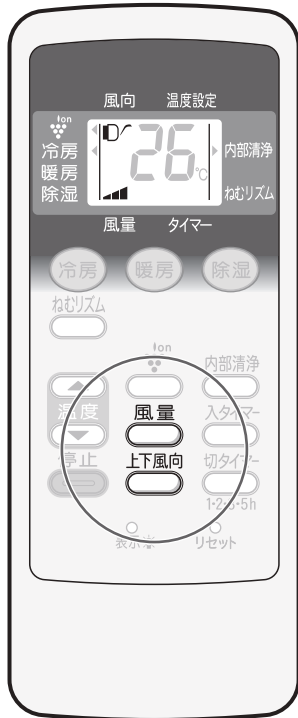 風向 温度設定
ion
冷房
暖房
除湿
26℃
内部清浄
ねむリズム
風量 タイマー
冷房 暖房 除湿
ねむリズム
ion
内部清浄
温度
風量
入タイマー
停止
上下風向
切タイマー
1・2・3・5h
表示
リセット